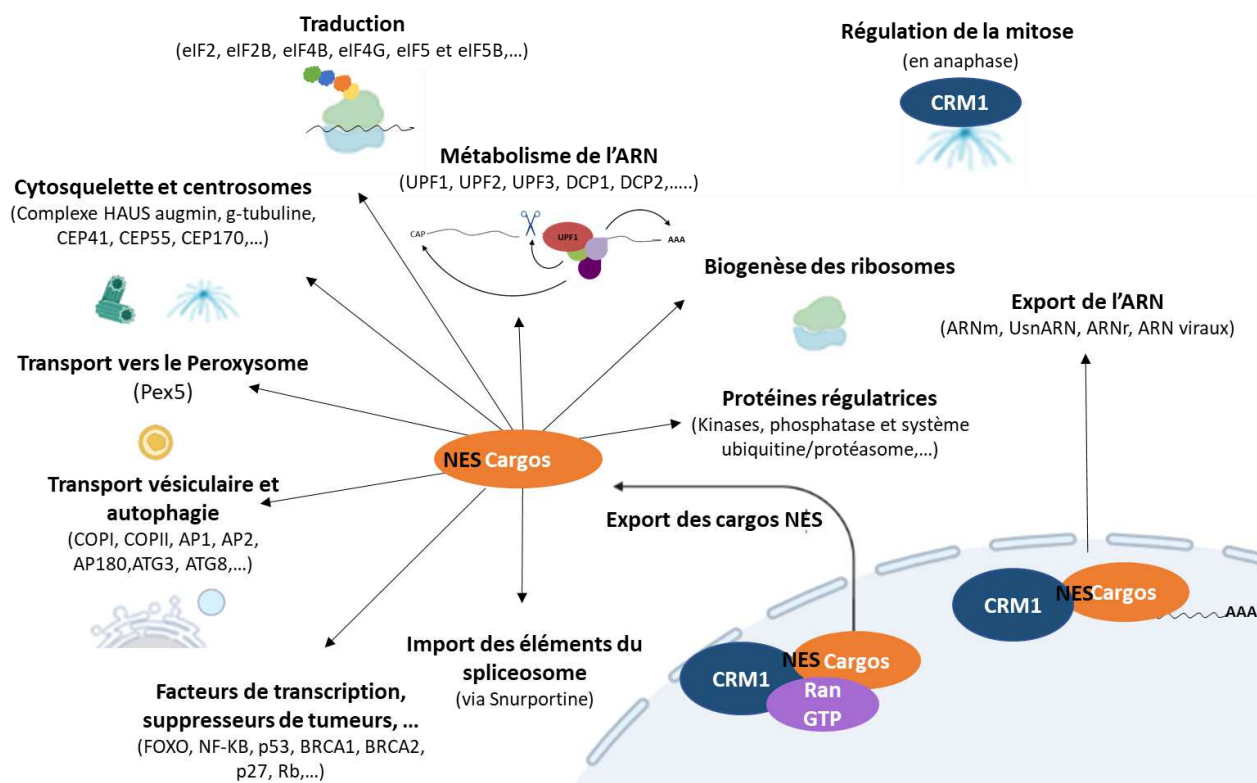 Traduction
(eIF2, eIF2B, eIF4B, eIF4G, eIF5 et eIF5B,…)
Régulation de la mitose
(en anaphase)
CRM1
Métabolisme de l'ARN
(UPF1, UPF2, UPF3, DCP1, DCP2,…..)
CAP
UPF1
AAA
Cytosquelette et centrosomes
(Complexe HAUS augmin, g-tubuline,
CEP41, CEP55, CEP170,…)
Biogenèse des ribosomes
Export de l'ARN
(ARNm, UsnARN, ARNr, ARN viraux)
Transport vers le Peroxysome
(Pex5)
Protéines régulatrices
(Kinases, phosphatase et système
ubiquitine/protéasome,…)
NES Cargos
Transport vésiculaire et
autophagie
(COPI, COPII, AP1, AP2,
AP180,ATG3, ATG8,…)
Export des cargos NES
CRM1
NES
Cargos
AAA
Import des éléments du
spliceosome
(via Snurportine)
CRM1
NES
Cargos
Ran
GTP
Facteurs de transcription,
suppresseurs de tumeurs, …
(FOXO, NF-KB, p53, BRCA1, BRCA2,
p27, Rb,…)